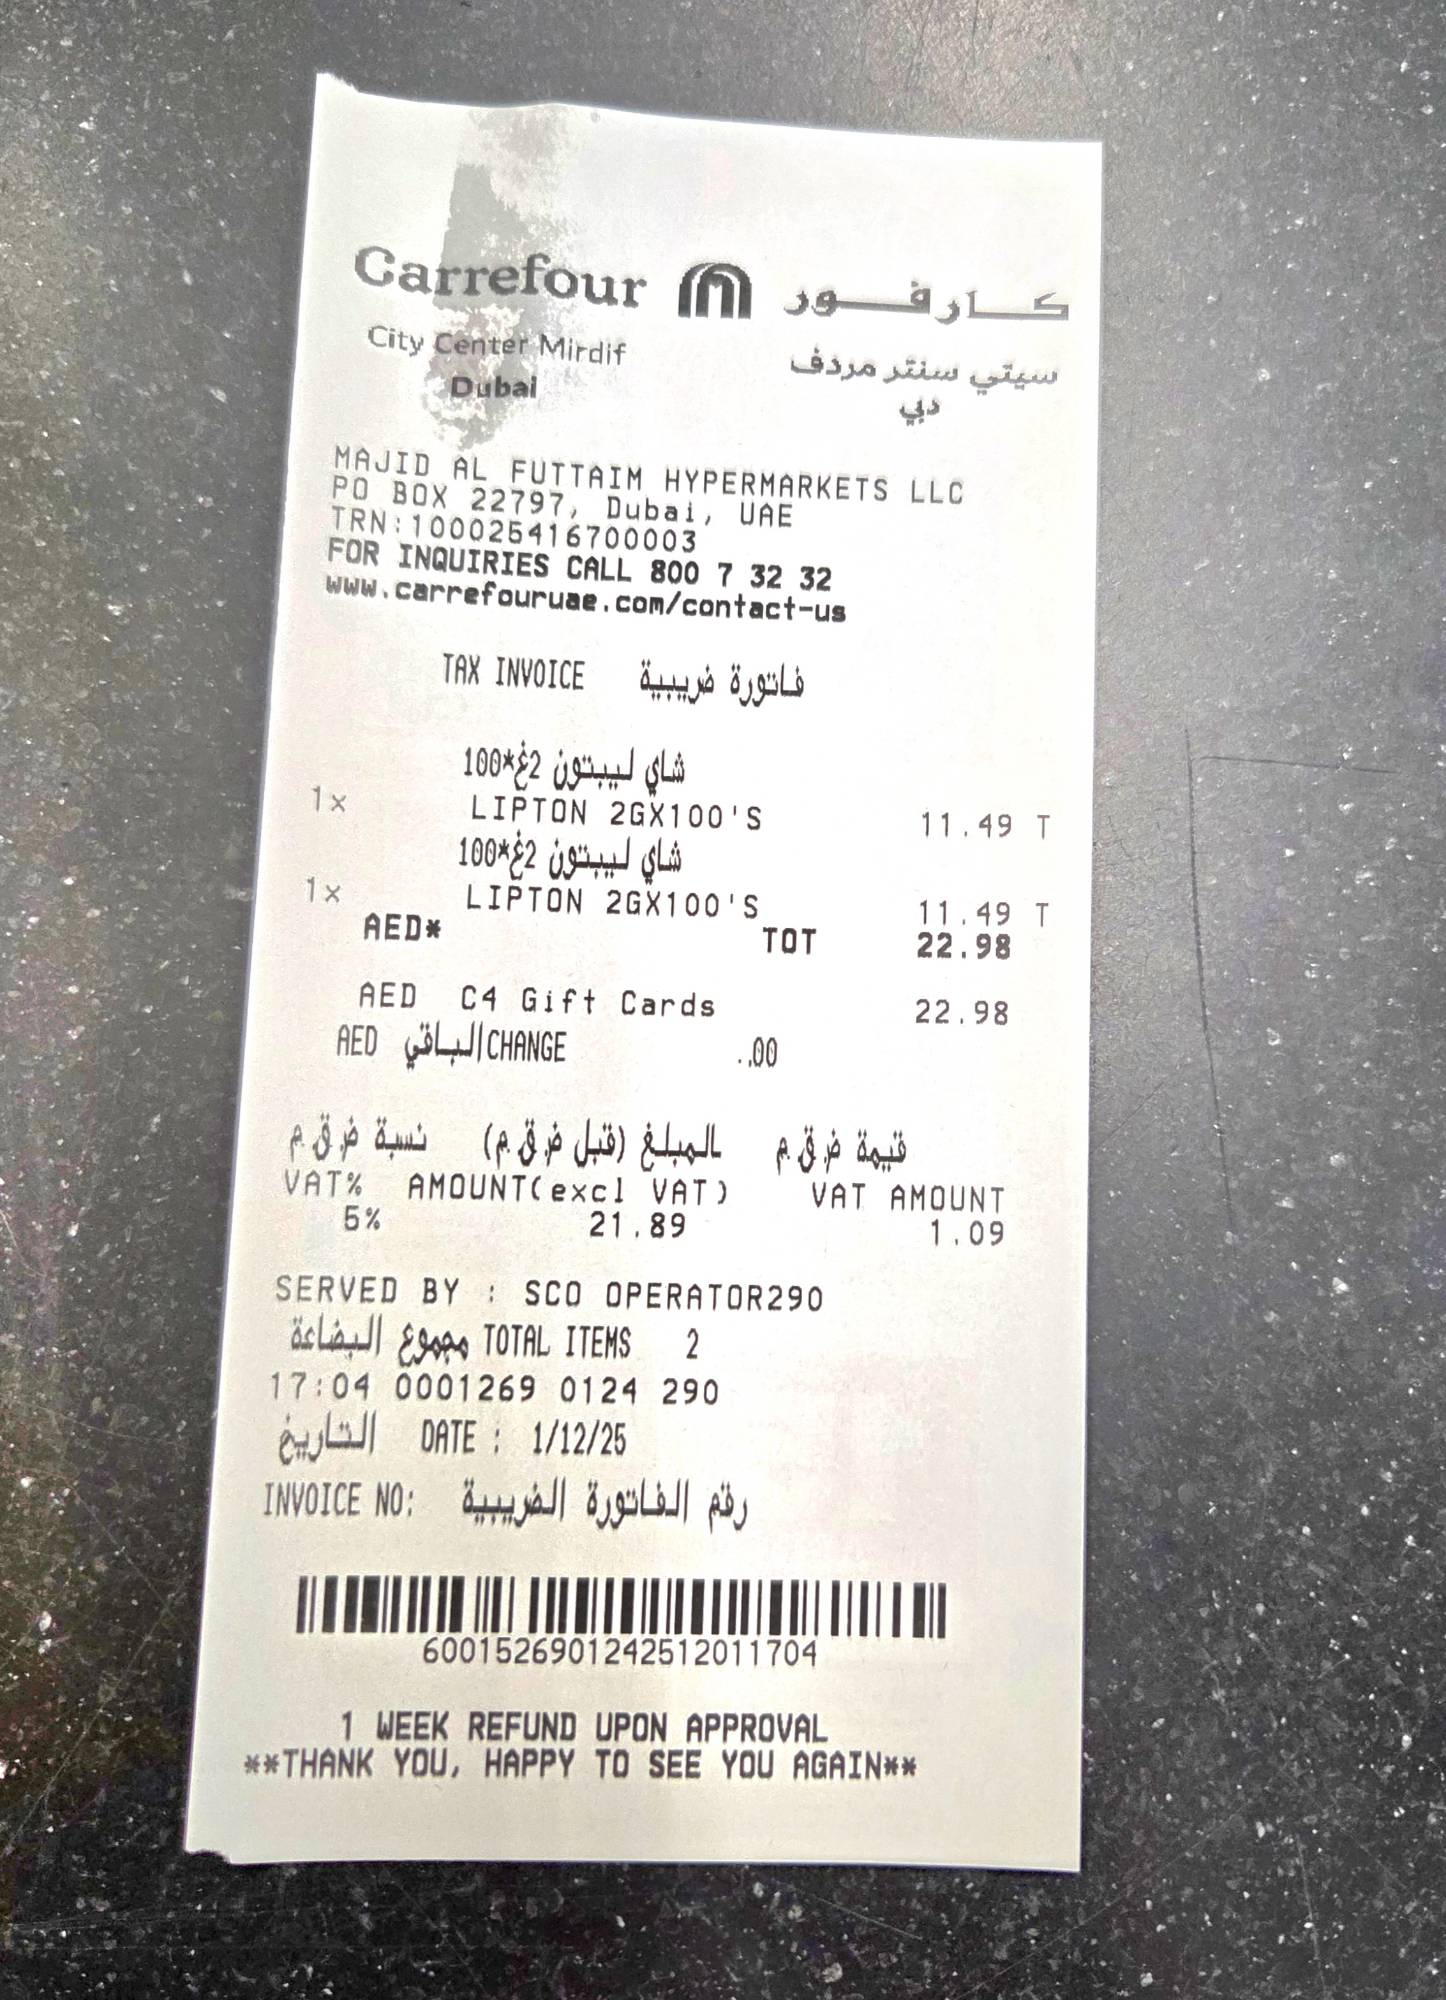 Carrefour كارفور
City Center Mirdif سيتي سنتر مردف
Dubai دبي
MAJID AL FUTTAIM HYPERMARKETS LLC
PO BOX 22797, Dubai, UAE
TRN:100025416700003
FOR INQUIRIES CALL 800 7 32 32
www.carrefouruae.com/contact-us
TAX INVOICE فاتورة ضريبية
شاي ليبتون 2غ*100
1x LIPTON 2GX100'S 11.49 T
شاي ليبتون 2غ*100
1x LIPTON 2GX100'S 11.49 T
AED* TOT 22.98
AED C4 Gift Cards 22.98
AED الباقي CHANGE ..00
نسبة ض.ق.م المبلغ (قبل ض.ق.م) قيمة ض.ق.م
VAT% AMOUNT(excl VAT) VAT AMOUNT
5% 21.89 1.09
SERVED BY : SCO OPERATOR290
مجموع البضاعة TOTAL ITEMS 2
17:04 0001269 0124 290
التاريخ DATE : 1/12/25
INVOICE NO: رقم الفاتورة الضريبية
6001526901242512011704
1 WEEK REFUND UPON APPROVAL
**THANK YOU, HAPPY TO SEE YOU AGAIN**